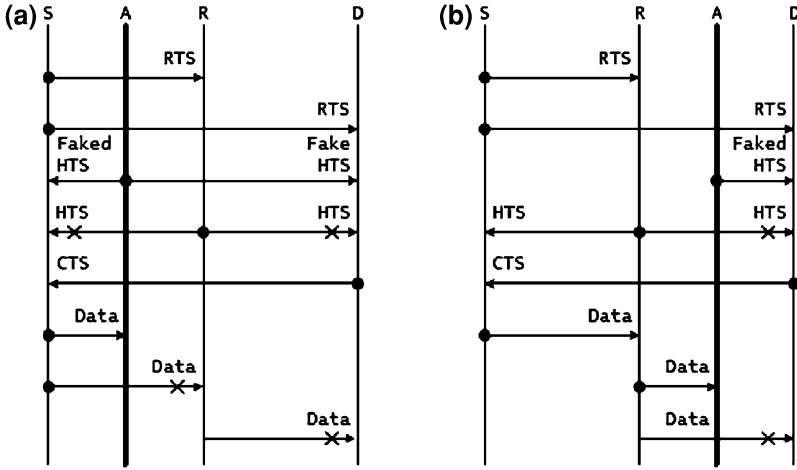 (a) S A R D
RTS
RTS
Faked Fake
HTS HTS
HTS HTS
CTS
Data
Data
Data
(b) S R A D
RTS
RTS
Faked
HTS
HTS HTS
CTS
Data
Data
Data